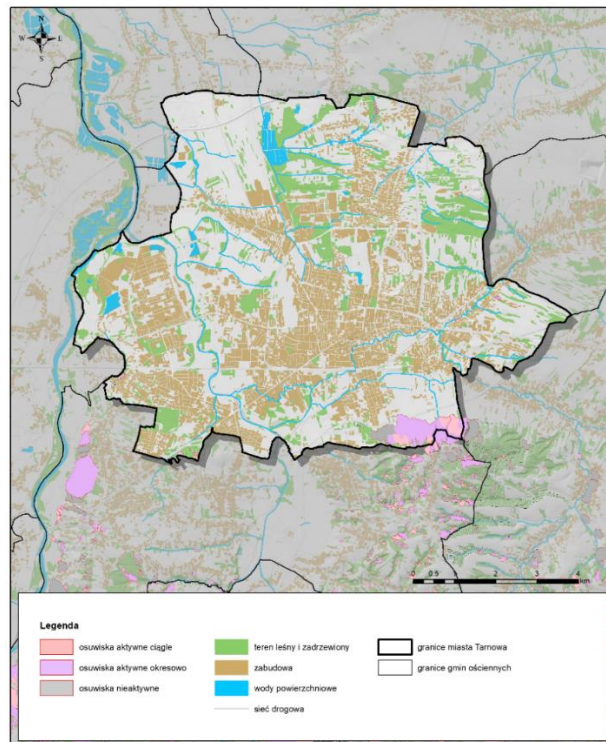 N
W E
S
0 0,5 1 2 3 4
km
Legenda
osuwiska aktywne ciągle
osuwiska aktywne okresowo
osuwiska nieaktywne
teren leśny i zadrzewiony
zabudowa
wody powierzchniowe
sieć drogowa
granice miasta Tarnowa
granice gmin ościennych